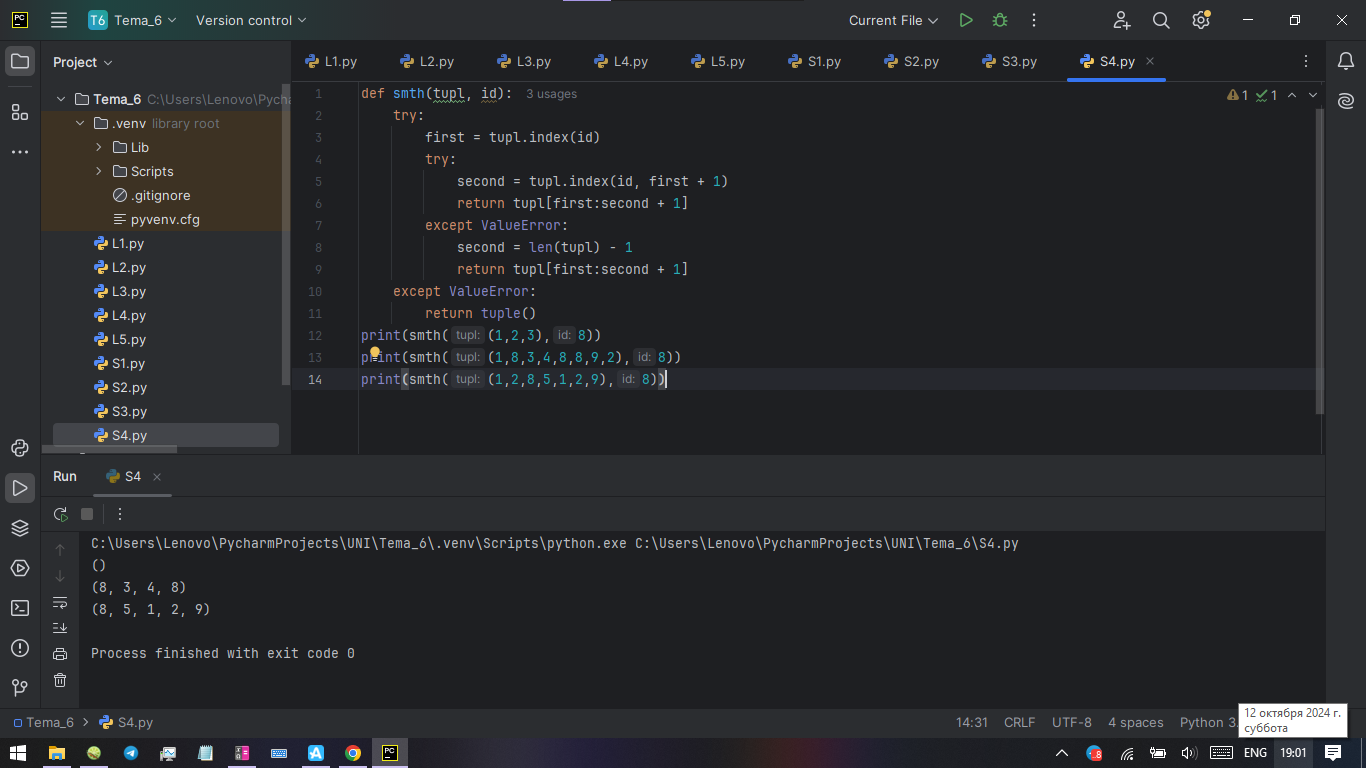 PC T6 Tema_6 Version control Current File
Project L1.py L2.py L3.py L4.py L5.py S1.py S2.py S3.py S4.py
Tema_6 C:\Users\Lenovo\Pycha
.venv library root
Lib
Scripts
.gitignore
pyvenv.cfg
L1.py
L2.py
L3.py
L4.py
L5.py
S1.py
S2.py
S3.py
S4.py
1 def smth(tupl, id): 3 usages
2 try:
3 first = tupl.index(id)
4 try:
5 second = tupl.index(id, first + 1)
6 return tupl[first:second + 1]
7 except ValueError:
8 second = len(tupl) - 1
9 return tupl[first:second + 1]
10 except ValueError:
11 return tuple()
12 print(smth( tupl: (1,2,3), id: 8))
13 print(smth( tupl: (1,8,3,4,8,8,9,2), id: 8))
14 print(smth( tupl: (1,2,8,5,1,2,9), id: 8))
1 1
Run S4
C:\Users\Lenovo\PycharmProjects\UNI\Tema_6\.venv\Scripts\python.exe C:\Users\Lenovo\PycharmProjects\UNI\Tema_6\S4.py
()
(8, 3, 4, 8)
(8, 5, 1, 2, 9)
Process finished with exit code 0
Tema_6 S4.py 14:31 CRLF UTF-8 4 spaces Python 3.
12 октября 2024 г.
суббота
PC 8 ENG 19:01